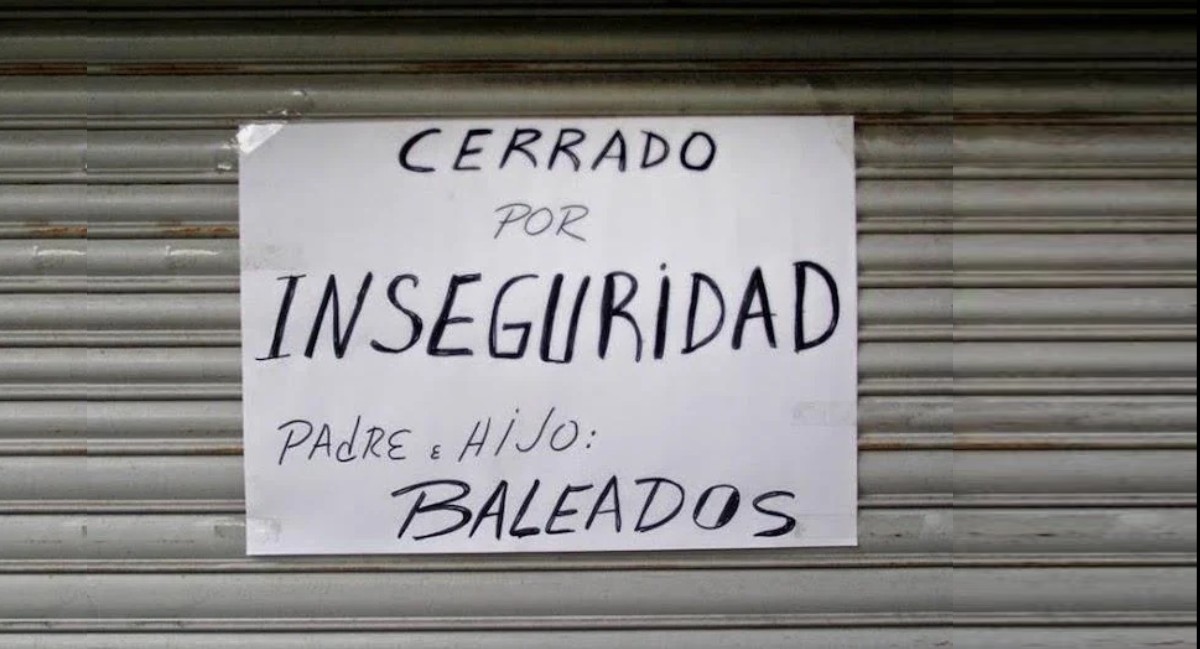 CERRADO
POR
INSEGURIDAD
PADRE E HIJO:
BALEADOS